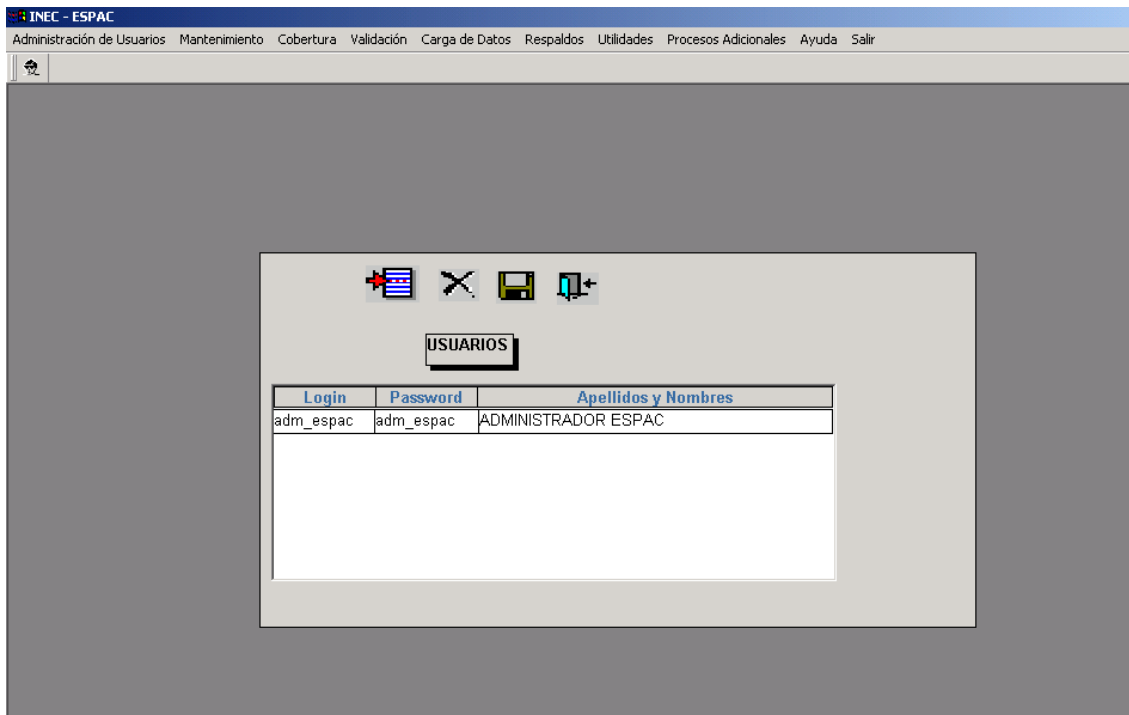 INEC - ESPAC
Administración de Usuarios Mantenimiento Cobertura Validación Carga de Datos Respaldos Utilidades Procesos Adicionales Ayuda Salir
USUARIOS
Login Password Apellidos y Nombres
adm_espac adm_espac ADMINISTRADOR ESPAC